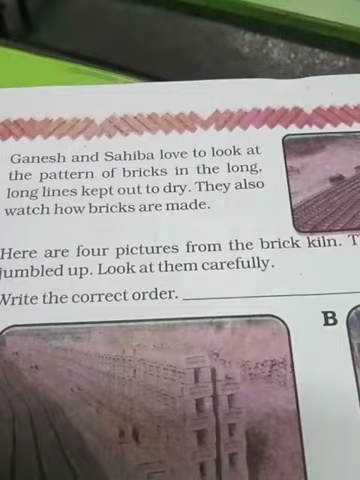 Ganesh and Sahiba love to look at
the pattern of bricks in the long,
long lines kept out to dry. They also
watch how bricks are made.
Here are four pictures from the brick kiln.
jumbled up. Look at them carefully.
Write the correct order.
B